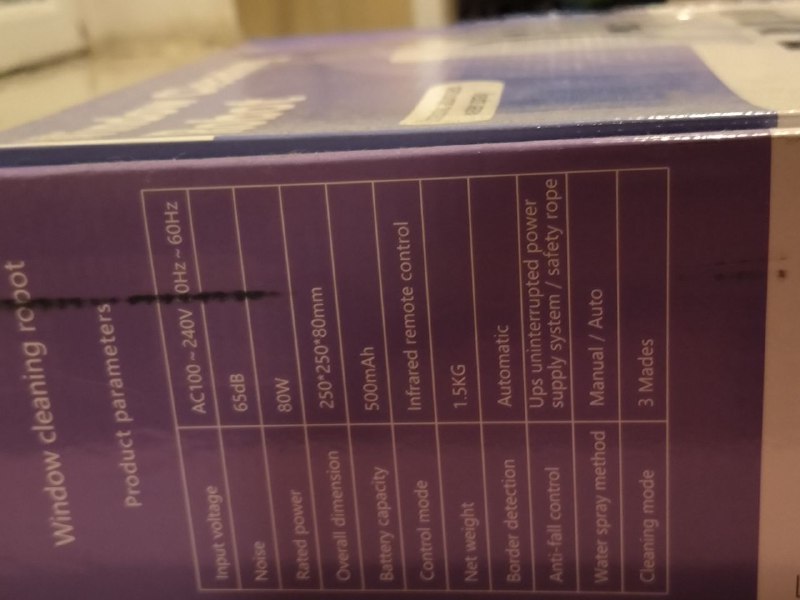 Window cleaning robot
Product parameters
Input voltage AC100~240V 50Hz~60Hz
Noise 65dB
Rated power 80W
Overall dimension 250*250*80mm
Battery capacity 500mAh
Control mode Infrared remote control
Net weight 1.5KG
Border detection Automatic
Anti-fall control Ups uninterrupted power
supply system / safety rope
Water spray method Manual / Auto
Cleaning mode 3 Mades